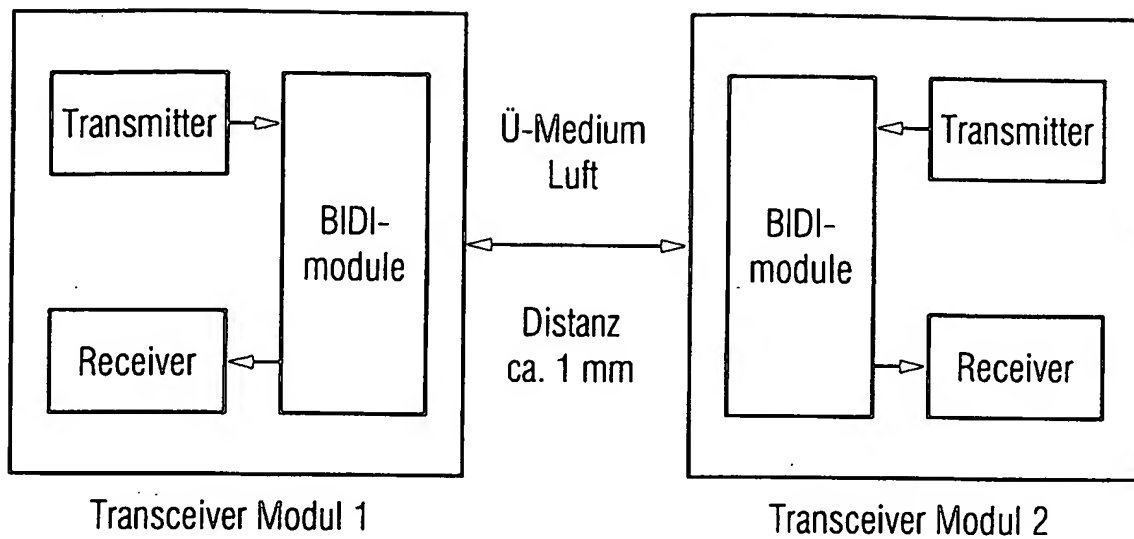 Transmitter
BIDI-
module
Receiver
Transceiver Modul 1
Ü-Medium
Luft
Distanz
ca. 1 mm
BIDI-
module
Transmitter
Receiver
Transceiver Modul 2